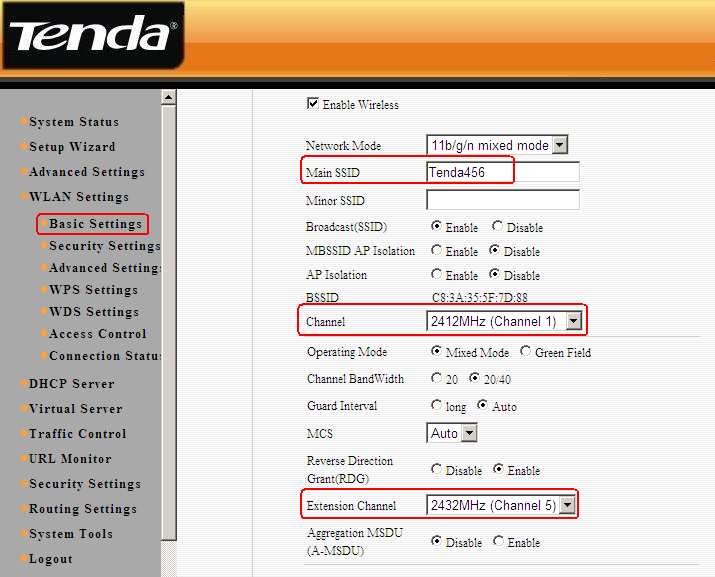 Tenda®
System Status
Setup Wizard
Advanced Settings
WLAN Settings
Basic Settings
Security Settings
Advanced Settings
WPS Settings
WDS Settings
Access Control
Connection Status
DHCP Server
Virtual Server
Traffic Control
URL Monitor
Security Settings
Routing Settings
System Tools
Logout
Enable Wireless
Network Mode 11b/g/n mixed mode
Main SSID Tenda456
Minor SSID
Broadcast(SSID) Enable Disable
MBSSID AP Isolation Enable Disable
AP Isolation Enable Disable
BSSID C8:3A:35:5F:7D:88
Channel 2412MHz (Channel 1)
Operating Mode Mixed Mode Green Field
Channel BandWidth 20 20/40
Guard Interval long Auto
MCS Auto
Reverse Direction
Grant(RDG) Disable Enable
Extension Channel 2432MHz (Channel 5)
Aggregation MSDU
(A-MSDU) Disable Enable